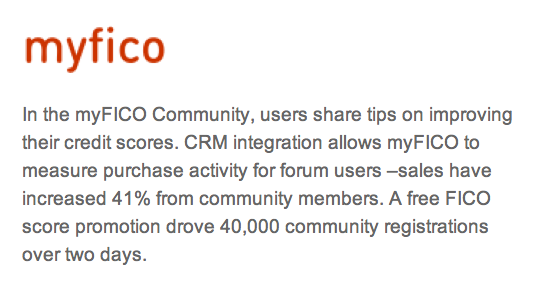 myfico
In the myFICO Community, users share tips on improving
their credit scores. CRM integration allows myFICO to
measure purchase activity for forum users –sales have
increased 41% from community members. A free FICO
score promotion drove 40,000 community registrations
over two days.